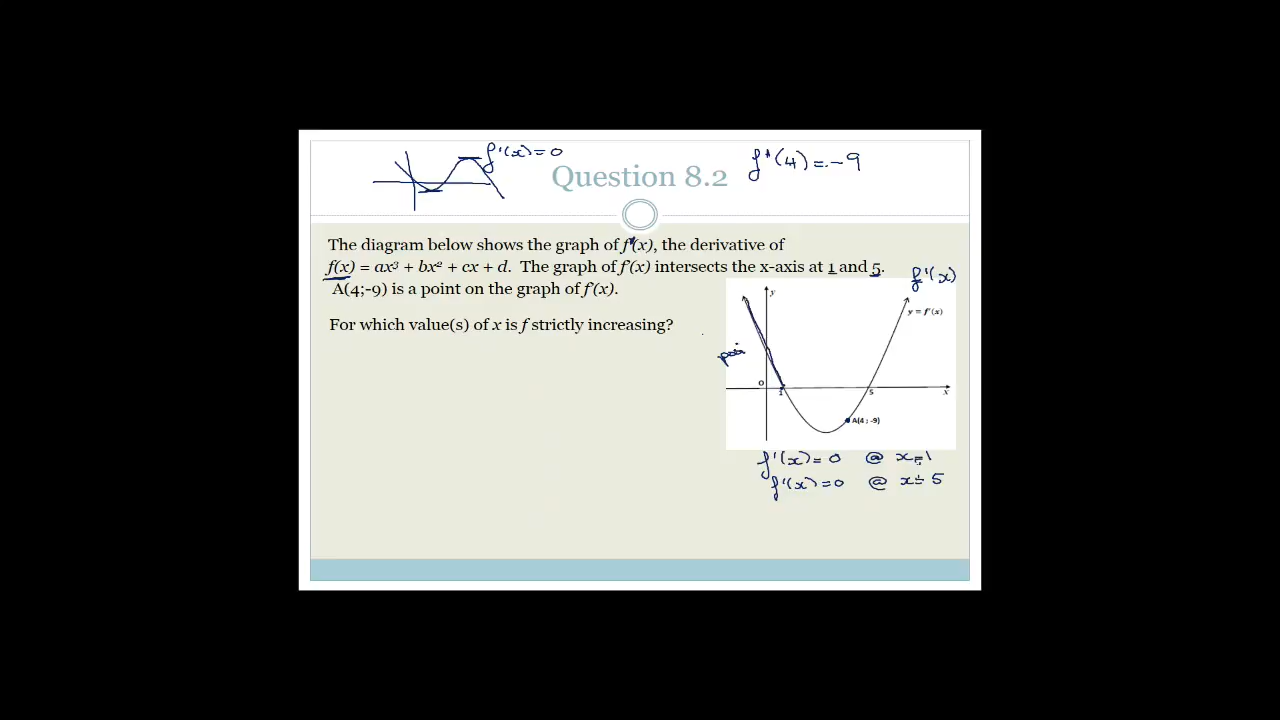 f'(x) = 0
f'(4) = -9
Question 8.2
The diagram below shows the graph of f'(x), the derivative of
f(x) = ax³ + bx² + cx + d. The graph of f'(x) intersects the x-axis at 1 and 5.
A(4;-9) is a point on the graph of f'(x).
For which value(s) of x is f strictly increasing?
f'(x)
y
y = f'(x)
O
1
5
x
A(4 ; -9)
f'(x) = 0 @ x=1
f'(x) = 0 @ x = 5